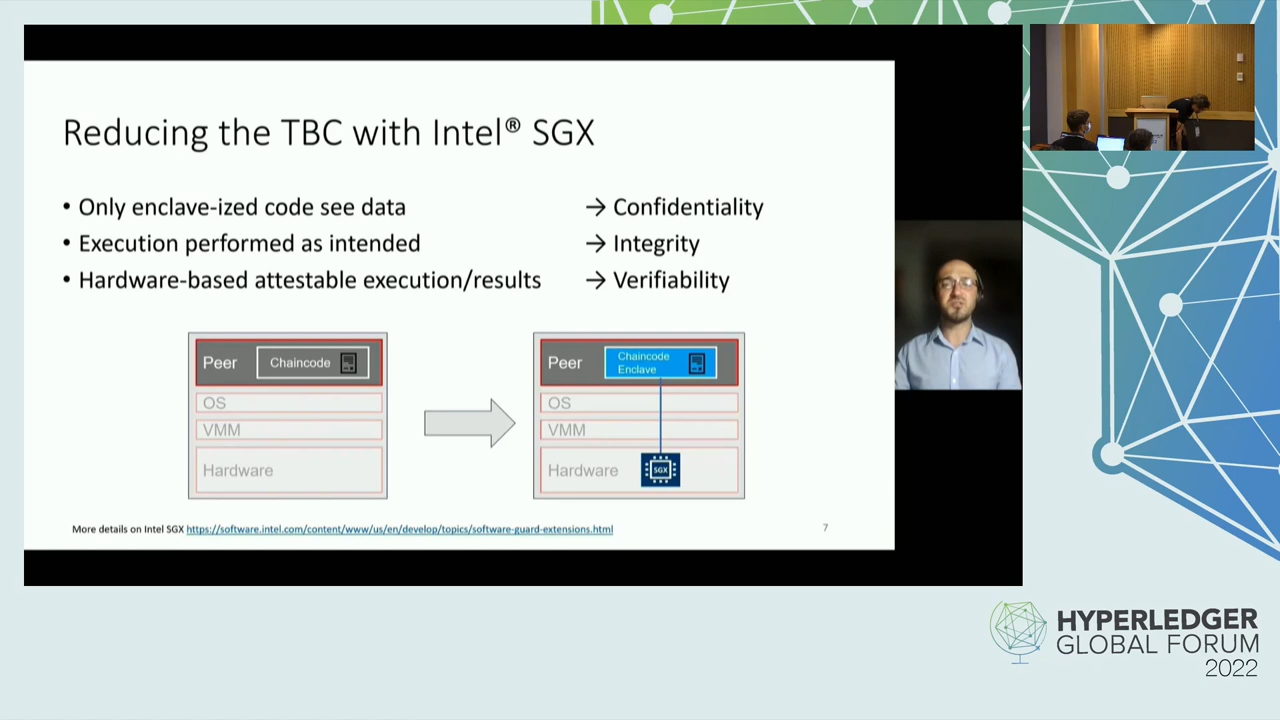 Reducing the TBC with Intel® SGX
• Only enclave-ized code see data → Confidentiality
• Execution performed as intended → Integrity
• Hardware-based attestable execution/results → Verifiability
Peer Chaincode
OS
VMM
Hardware
Peer Chaincode Enclave
OS
VMM
Hardware SGX
More details on Intel SGX https://software.intel.com/content/www/us/en/develop/topics/software-guard-extensions.html
7
HYPERLEDGER
GLOBAL FORUM
2022